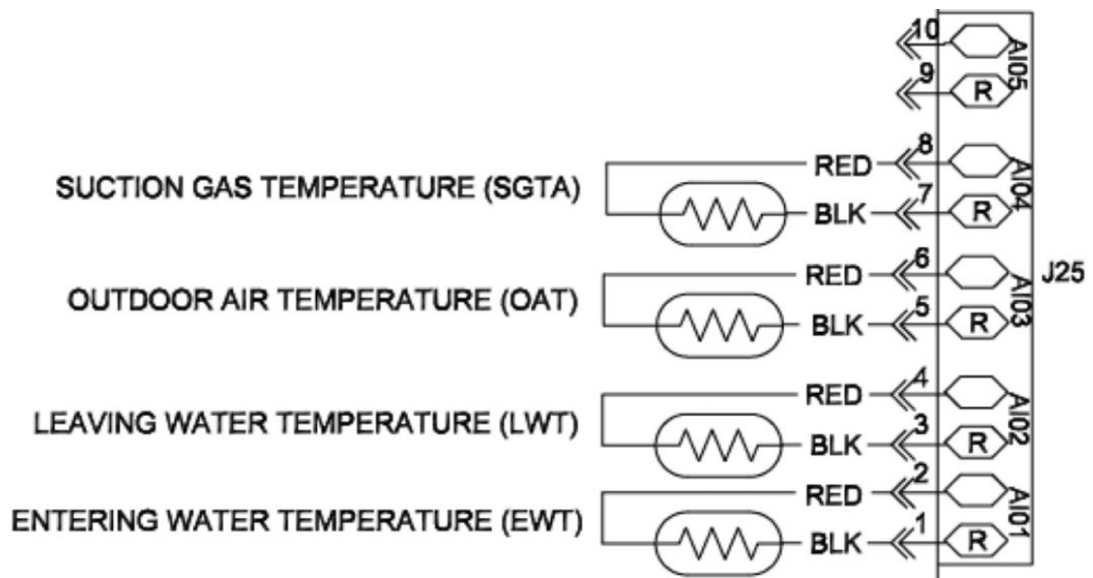 10
AI05
9
R
8
SUCTION GAS TEMPERATURE (SGTA)
RED
AI04
7
BLK
R
6
RED
J25
OUTDOOR AIR TEMPERATURE (OAT)
AI03
5
BLK
R
4
RED
LEAVING WATER TEMPERATURE (LWT)
AI02
3
BLK
R
2
RED
ENTERING WATER TEMPERATURE (EWT)
AI01
1
BLK
R